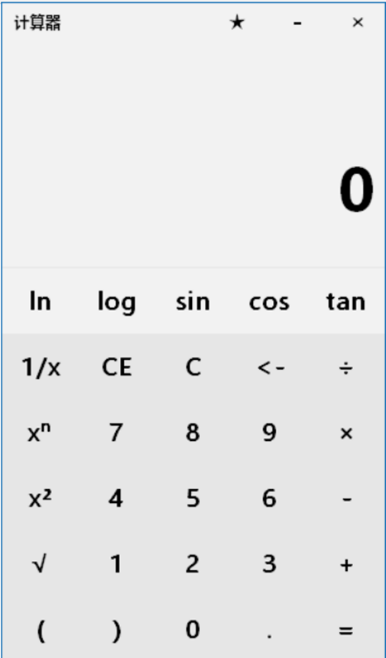 计算器 ★ - ×
0
ln log sin cos tan
1/x CE C <- ÷
xⁿ 7 8 9 ×
x² 4 5 6 -
√ 1 2 3 +
( ) 0 . =